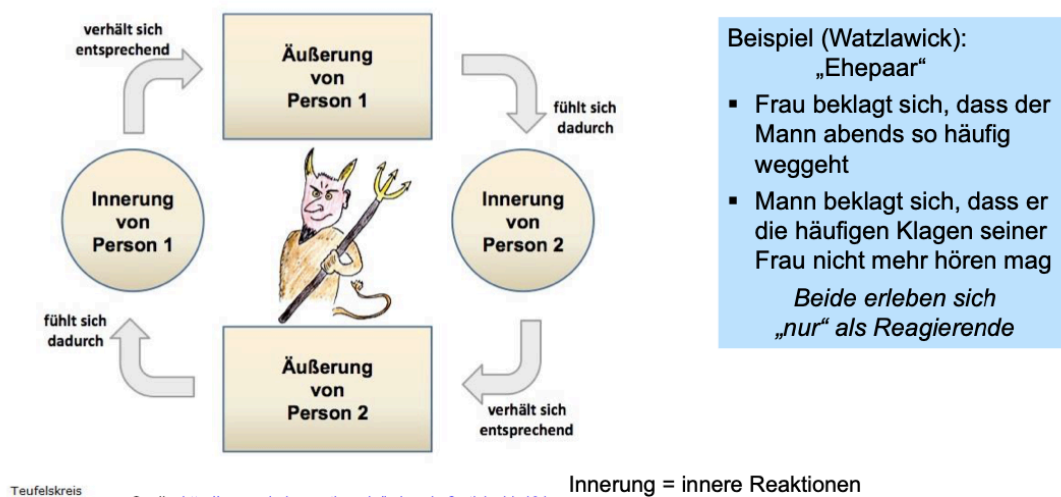 verhält sich
entsprechend
Äußerung
von
Person 1
fühlt sich
dadurch
Innerung
von
Person 1
Innerung
von
Person 2
fühlt sich
dadurch
Äußerung
von
Person 2
verhält sich
entsprechend
Beispiel (Watzlawick):
„Ehepaar“
▪ Frau beklagt sich, dass der
Mann abends so häufig
weggeht
▪ Mann beklagt sich, dass er
die häufigen Klagen seiner
Frau nicht mehr hören mag
Beide erleben sich
„nur“ als Reagierende
Teufelskreis
Innerung = innere Reaktionen